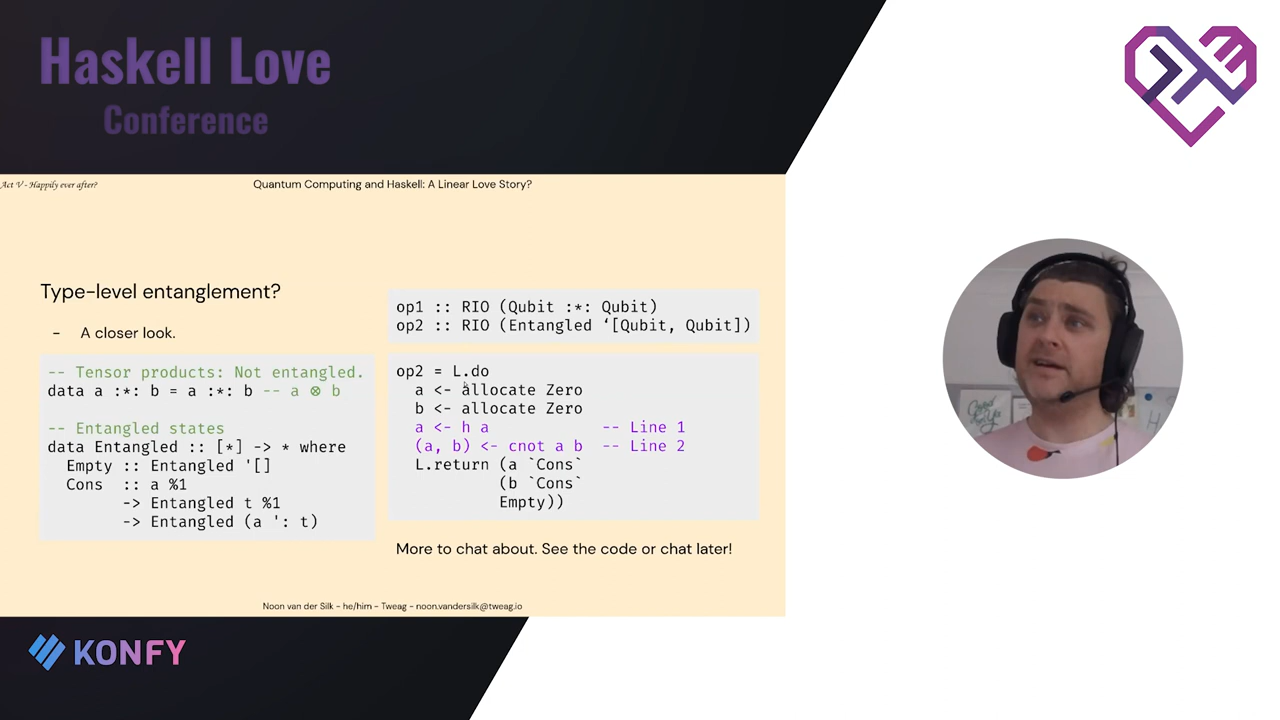 Haskell Love
Conference
Act V - Happily ever after?
Quantum Computing and Haskell: A Linear Love Story?
Type-level entanglement?
- A closer look.
-- Tensor products: Not entangled.
data a :*: b = a :*: b -- a ⊗ b
-- Entangled states
data Entangled :: [*] -> * where
Empty :: Entangled '[]
Cons :: a %1
-> Entangled t %1
-> Entangled (a ': t)
op1 :: RIO (Qubit :*: Qubit)
op2 :: RIO (Entangled ‘[Qubit, Qubit])
op2 = L.do
a <- allocate Zero
b <- allocate Zero
a <- h a -- Line 1
(a, b) <- cnot a b -- Line 2
L.return (a `Cons`
(b `Cons`
Empty))
More to chat about. See the code or chat later!
Noon van der Silk - he/him - Tweag - noon.vandersilk@tweag.io
KONFY